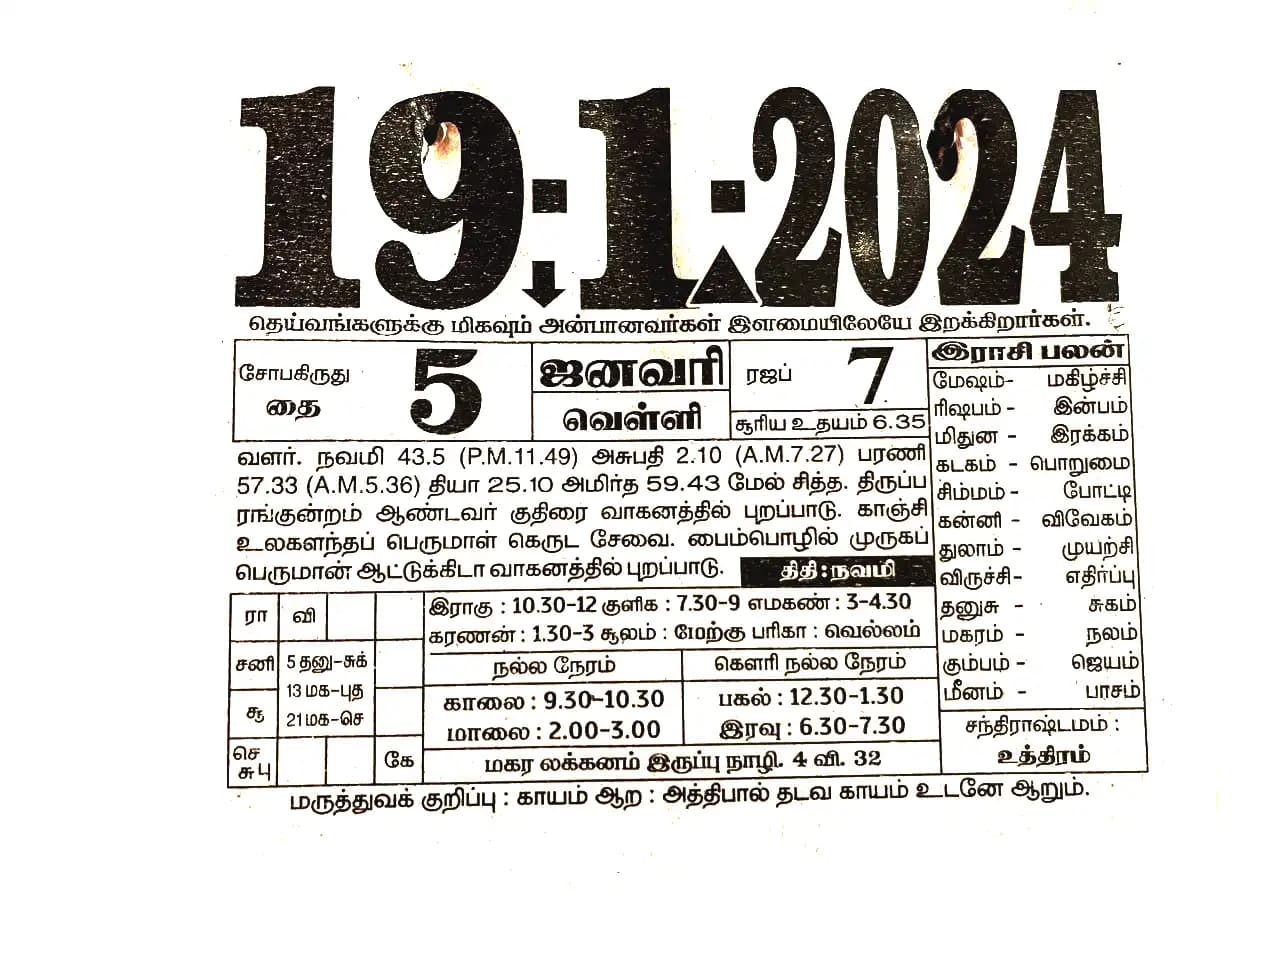 19-1-2024
தெய்வங்களுக்கு மிகவும் அன்பானவர்கள் இளமையிலேயே இறக்கிறார்கள்.
சோபகிருது
தை
5
ஜனவரி
வெள்ளி
ரஜப் 7
சூரிய உதயம் 6.35
வளர். நவமி 43.5 (P.M.11.49) அசுபதி 2.10 (A.M.7.27) பரணி
57.33 (A.M.5.36) தியா 25.10 அமிர்த 59.43 மேல் சித்த. திருப்ப
ரங்குன்றம் ஆண்டவர் குதிரை வாகனத்தில் புறப்பாடு. காஞ்சி
உலகளந்தப் பெருமாள் கெருட சேவை. பைம்பொழில் முருகப்
பெருமான் ஆட்டுக்கிடா வாகனத்தில் புறப்பாடு. திதி : நவமி
ரா வி
சனி
சூ
செ
சுபு
5 தனு-சுக்
13 மக-புத
21 மக-செ
கே
இராகு : 10.30-12 குளிக : 7.30-9 எமகண் : 3-4.30
கரணன் : 1.30-3 சூலம் : மேற்கு பரிகா : வெல்லம்
நல்ல நேரம்
காலை : 9.30-10.30
மாலை : 2.00-3.00
கௌரி நல்ல நேரம்
பகல் : 12.30-1.30
இரவு : 6.30-7.30
மகர லக்கனம் இருப்பு நாழி. 4 வி. 32
இராசி பலன்
மேஷம்- மகிழ்ச்சி
ரிஷபம் - இன்பம்
மிதுன - இரக்கம்
கடகம் - பொறுமை
சிம்மம் - போட்டி
கன்னி - விவேகம்
துலாம் - முயற்சி
விருச்சி- எதிர்ப்பு
தனுசு - சுகம்
மகரம் - நலம்
கும்பம் - ஜெயம்
மீனம் - பாசம்
சந்திராஷ்டமம் :
உத்திரம்
மருத்துவக் குறிப்பு : காயம் ஆற : அத்திபால் தடவ காயம் உடனே ஆறும்.